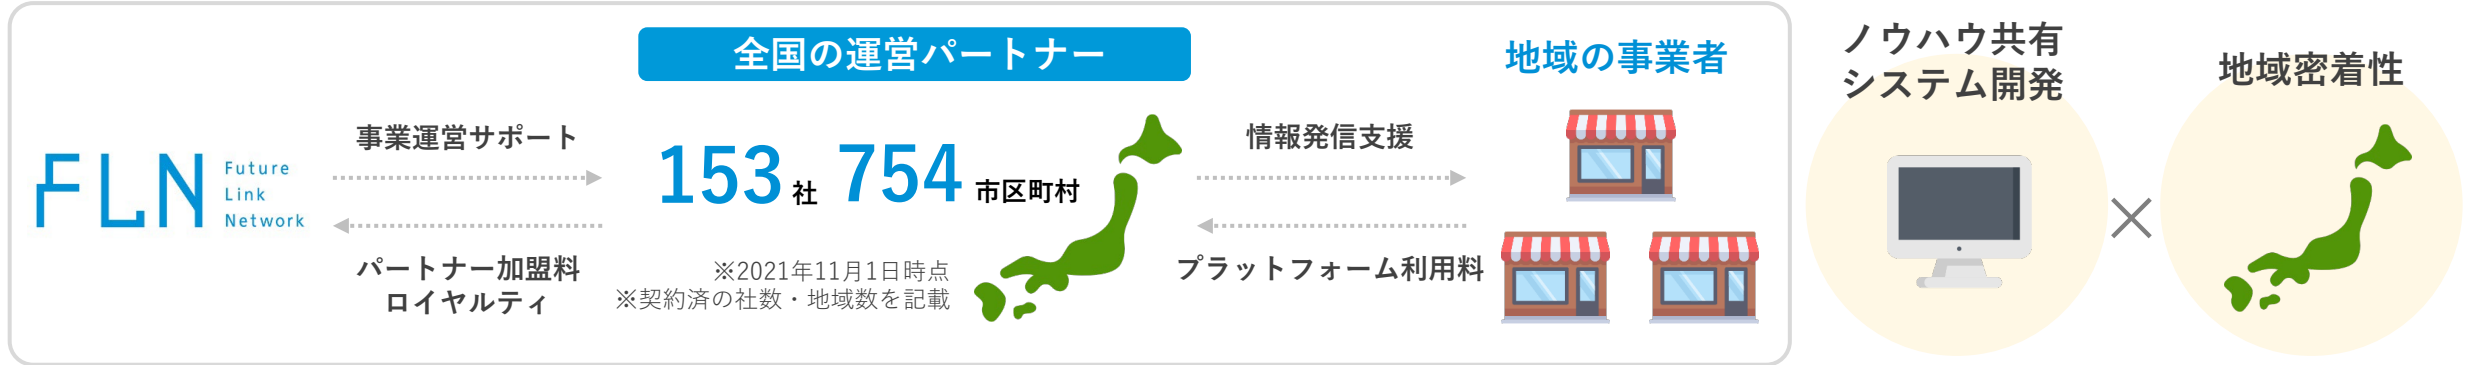 全国の運営パートナー
地域の事業者
ノウハウ共有
システム開発
地域密着性
事業運営サポート
情報発信支援
FLN
Future
Link
Network
153社 754市区町村
パートナー加盟料
ロイヤルティ
※2021年11月1日時点
※契約済の社数・地域数を記載
プラットフォーム利用料
×